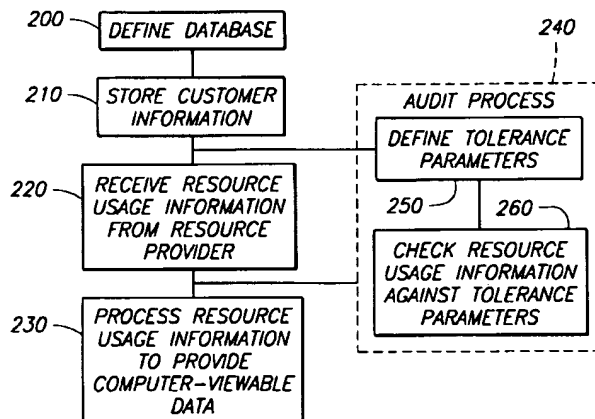 200
DEFINE DATABASE
210
STORE CUSTOMER
INFORMATION
220
RECEIVE RESOURCE
USAGE INFORMATION
FROM RESOURCE
PROVIDER
230
PROCESS RESOURCE
USAGE INFORMATION
TO PROVIDE
COMPUTER-VIEWABLE
DATA
240
AUDIT PROCESS
DEFINE TOLERANCE
PARAMETERS
250
260
CHECK RESOURCE
USAGE INFORMATION
AGAINST TOLERANCE
PARAMETERS